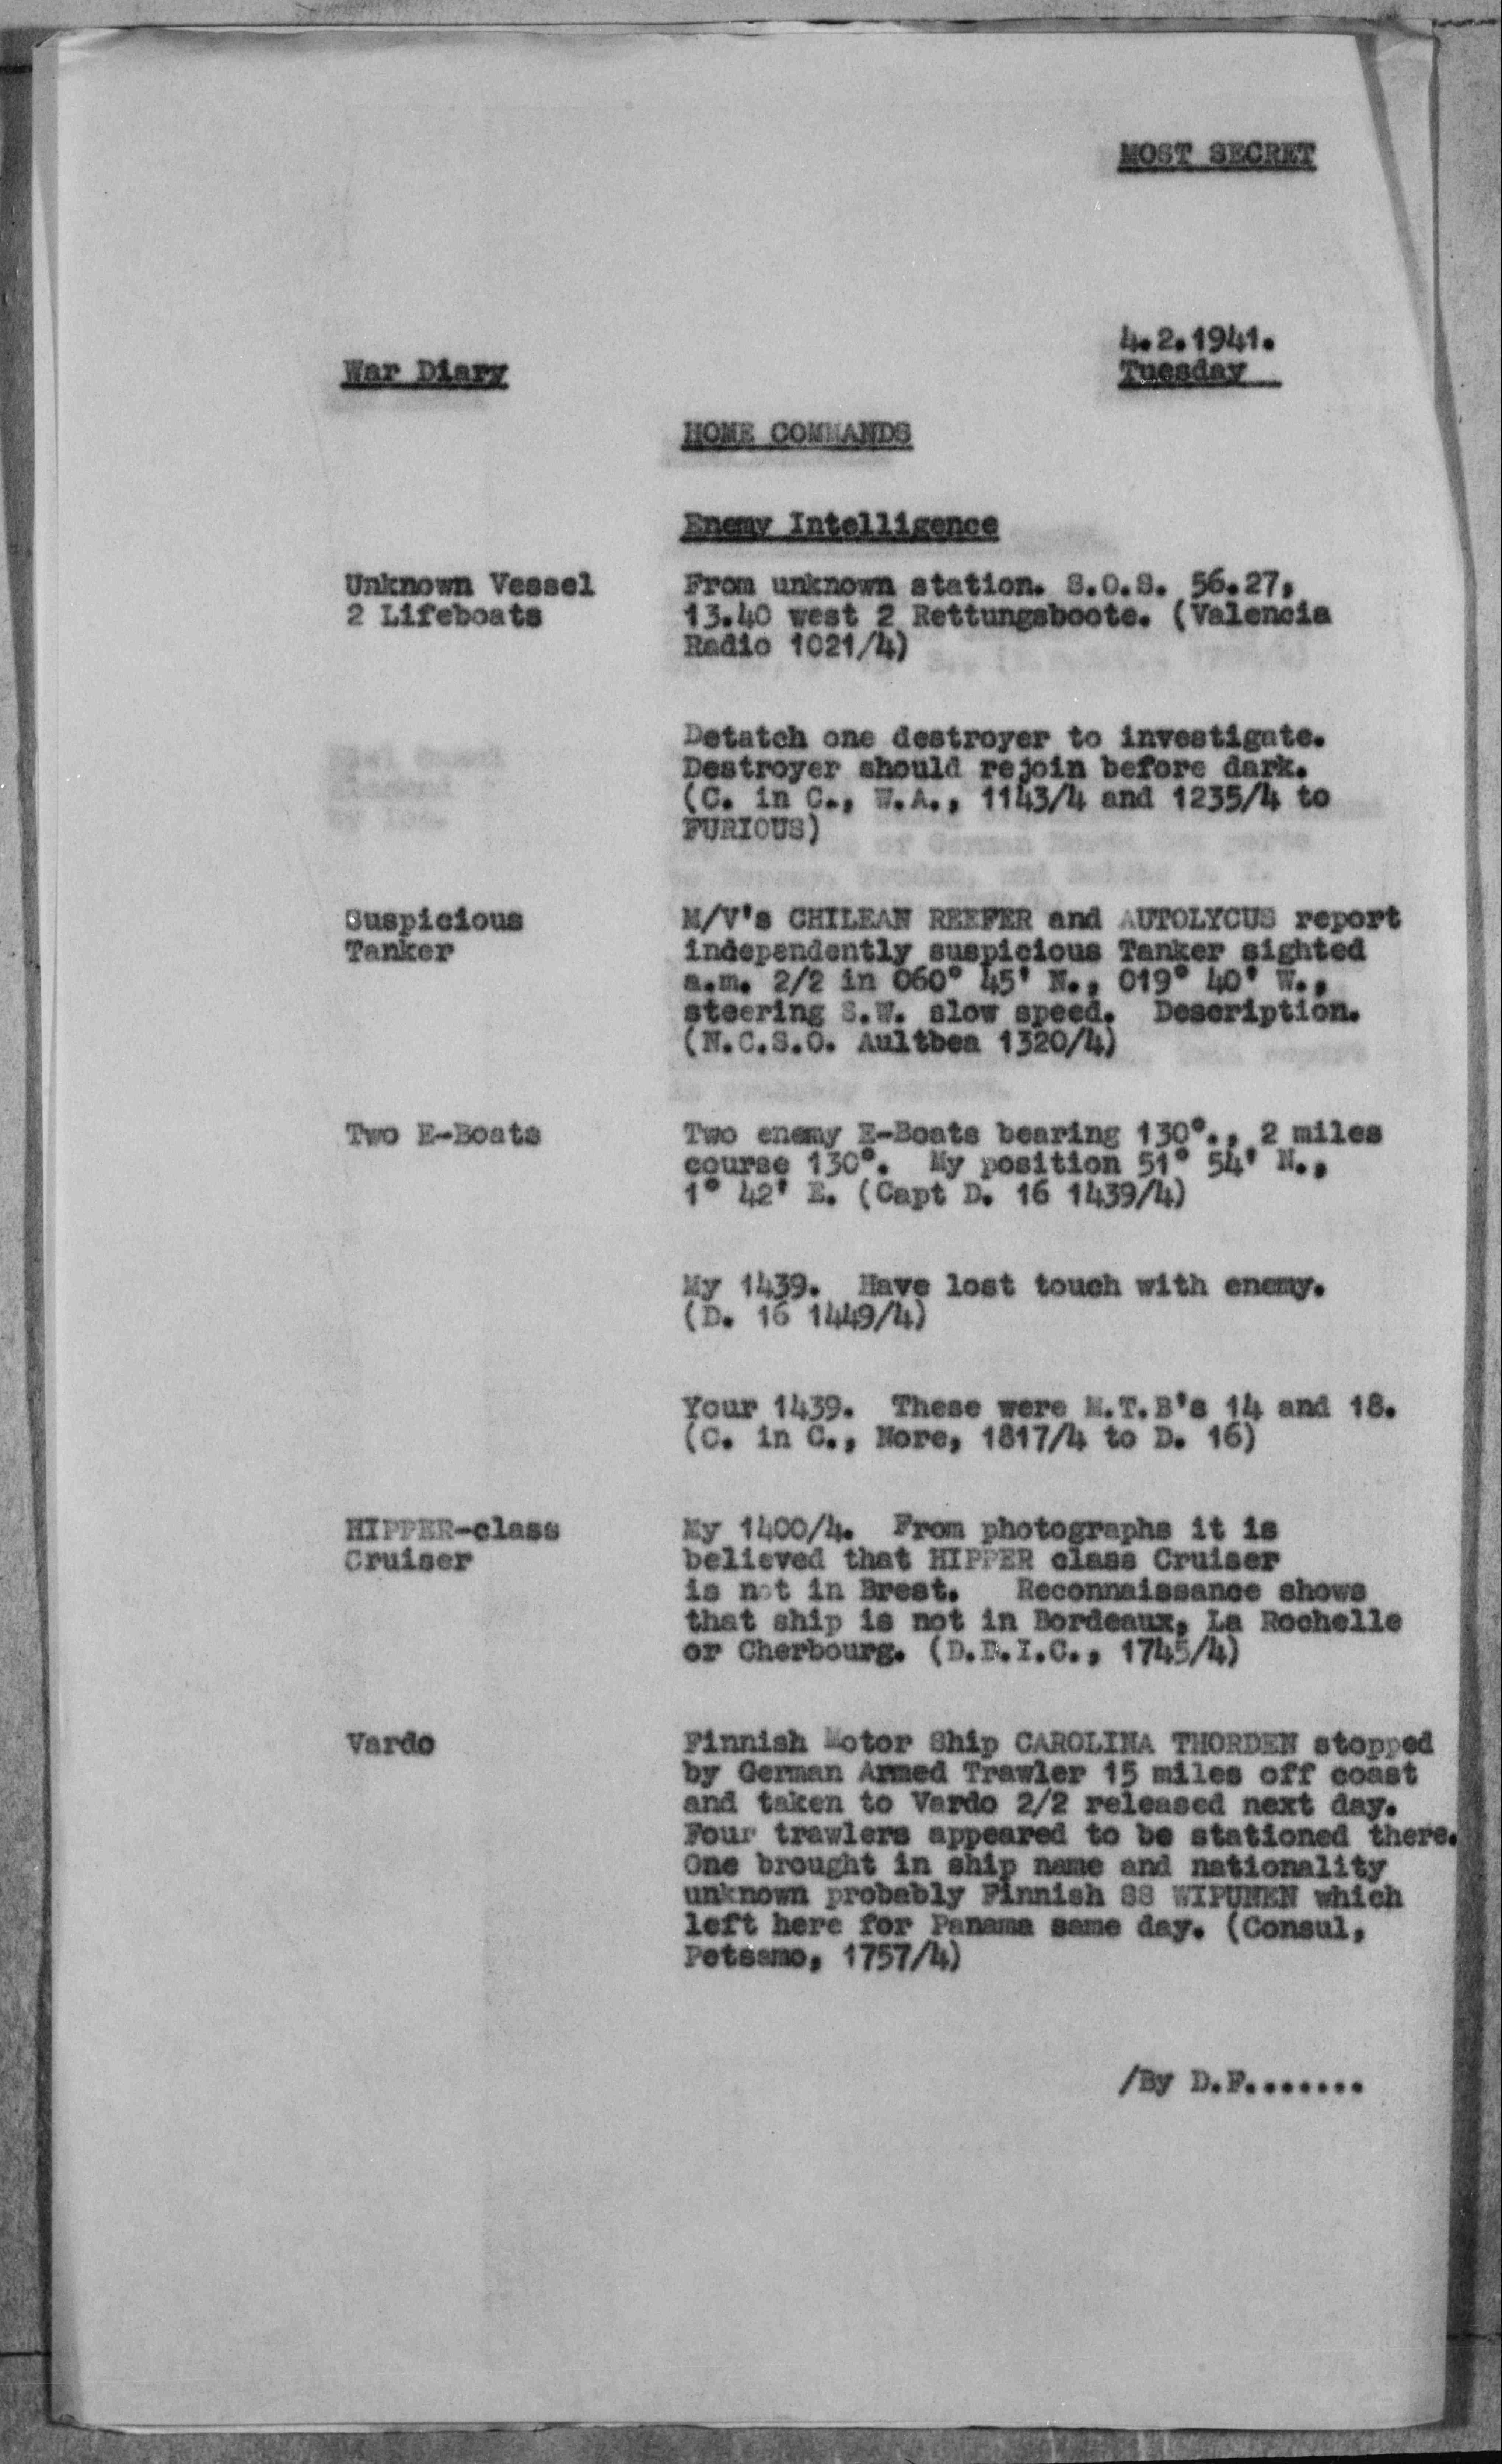 MOST SECRET
4.2.1941.
War Diary
Tuesday
HOME COMMANDS
Enemy Intelligence
Unknown Vessel
2 Lifeboats
From unknown station. S.O.S. 56.27,
13.40 west 2 Rettungsboote. (Valencia
Radio 1021/4)
Detatch one destroyer to investigate.
Destroyer should rejoin before dark.
(C. in C., W.A., 1143/4 and 1235/4 to
FURIOUS)
Suspicious
Tanker
M/V's CHILEAN REEFER and AUTOLYCUS report
independently suspicious Tanker sighted
a.m. 2/2 in 060° 45' N., 019° 40' W.,
steering S.W. slow speed. Description.
(N.C.S.O. Aultbea 1320/4)
Two E-Boats
Two enemy E-Boats bearing 130°., 2 miles
course 130°. My position 51° 54' N.,
1° 42' E. (Capt D. 16 1439/4)
My 1439. Have lost touch with enemy.
(D. 16 1449/4)
Your 1439. These were M.T.B's 14 and 18.
(C. in C., Nore, 1817/4 to D. 16)
HIPPER-class
Cruiser
My 1400/4. From photographs it is
believed that HIPPER class Cruiser
is not in Brest. Reconnaissance shows
that ship is not in Bordeaux, La Rochelle
or Cherbourg. (1745/4)
Vardo
Finnish Motor Ship CAROLINA THORDEN stopped
by German Armed Trawler 15 miles off coast
and taken to Vardo 2/2 released next day.
Four trawlers appeared to be stationed there.
One brought in ship name and nationality
unknown probably Finnish SS WIPUNEN which
left here for Panama same day. (Consul,
Petsamo, 1757/4)
/By D.F.......